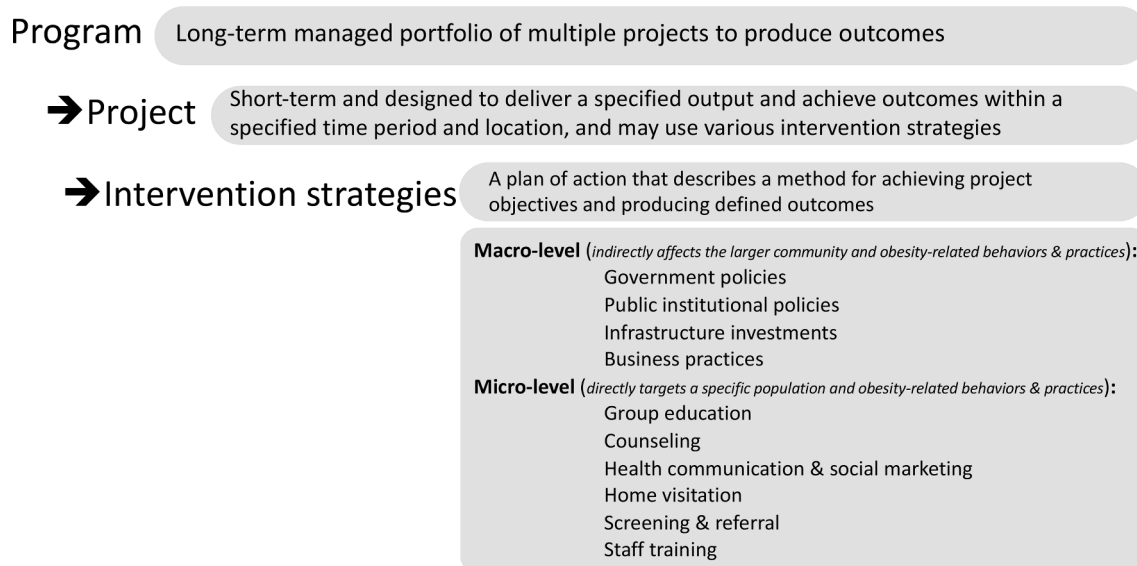 Program Long-term managed portfolio of multiple projects to produce outcomes
➔Project Short-term and designed to deliver a specified output and achieve outcomes within a
specified time period and location, and may use various intervention strategies
➔Intervention strategies A plan of action that describes a method for achieving project
objectives and producing defined outcomes
Macro-level (indirectly affects the larger community and obesity-related behaviors & practices):
Government policies
Public institutional policies
Infrastructure investments
Business practices
Micro-level (directly targets a specific population and obesity-related behaviors & practices):
Group education
Counseling
Health communication & social marketing
Home visitation
Screening & referral
Staff training